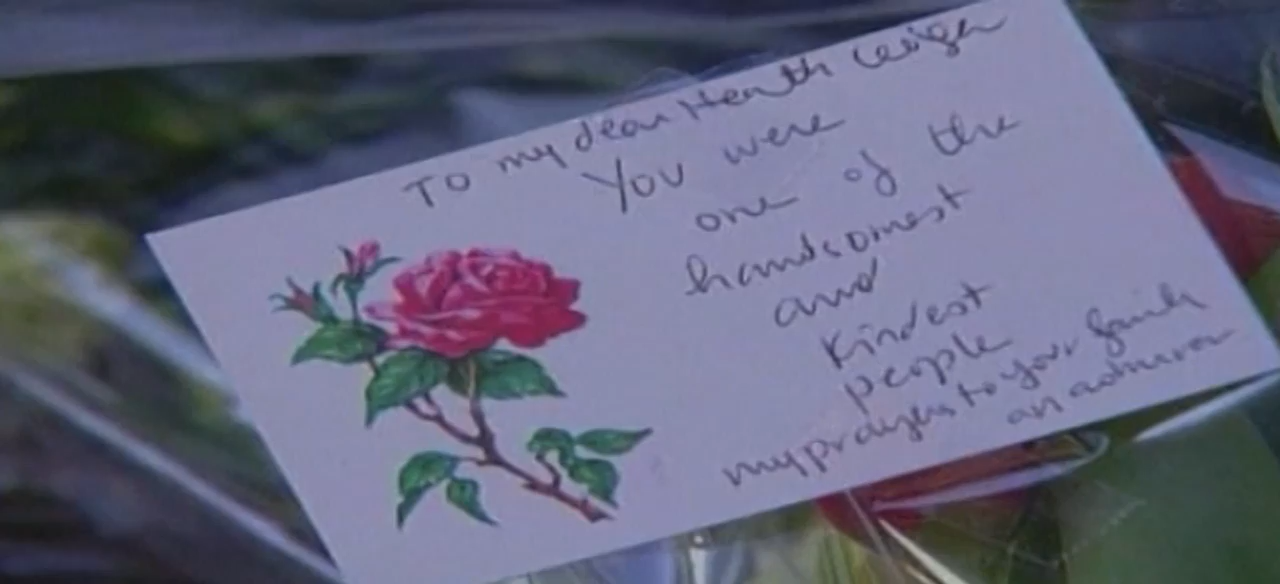 To my dear Heath Leigh
You were
one of the
handsomest
and
Kindest
people
my prayers to your family
an admirer